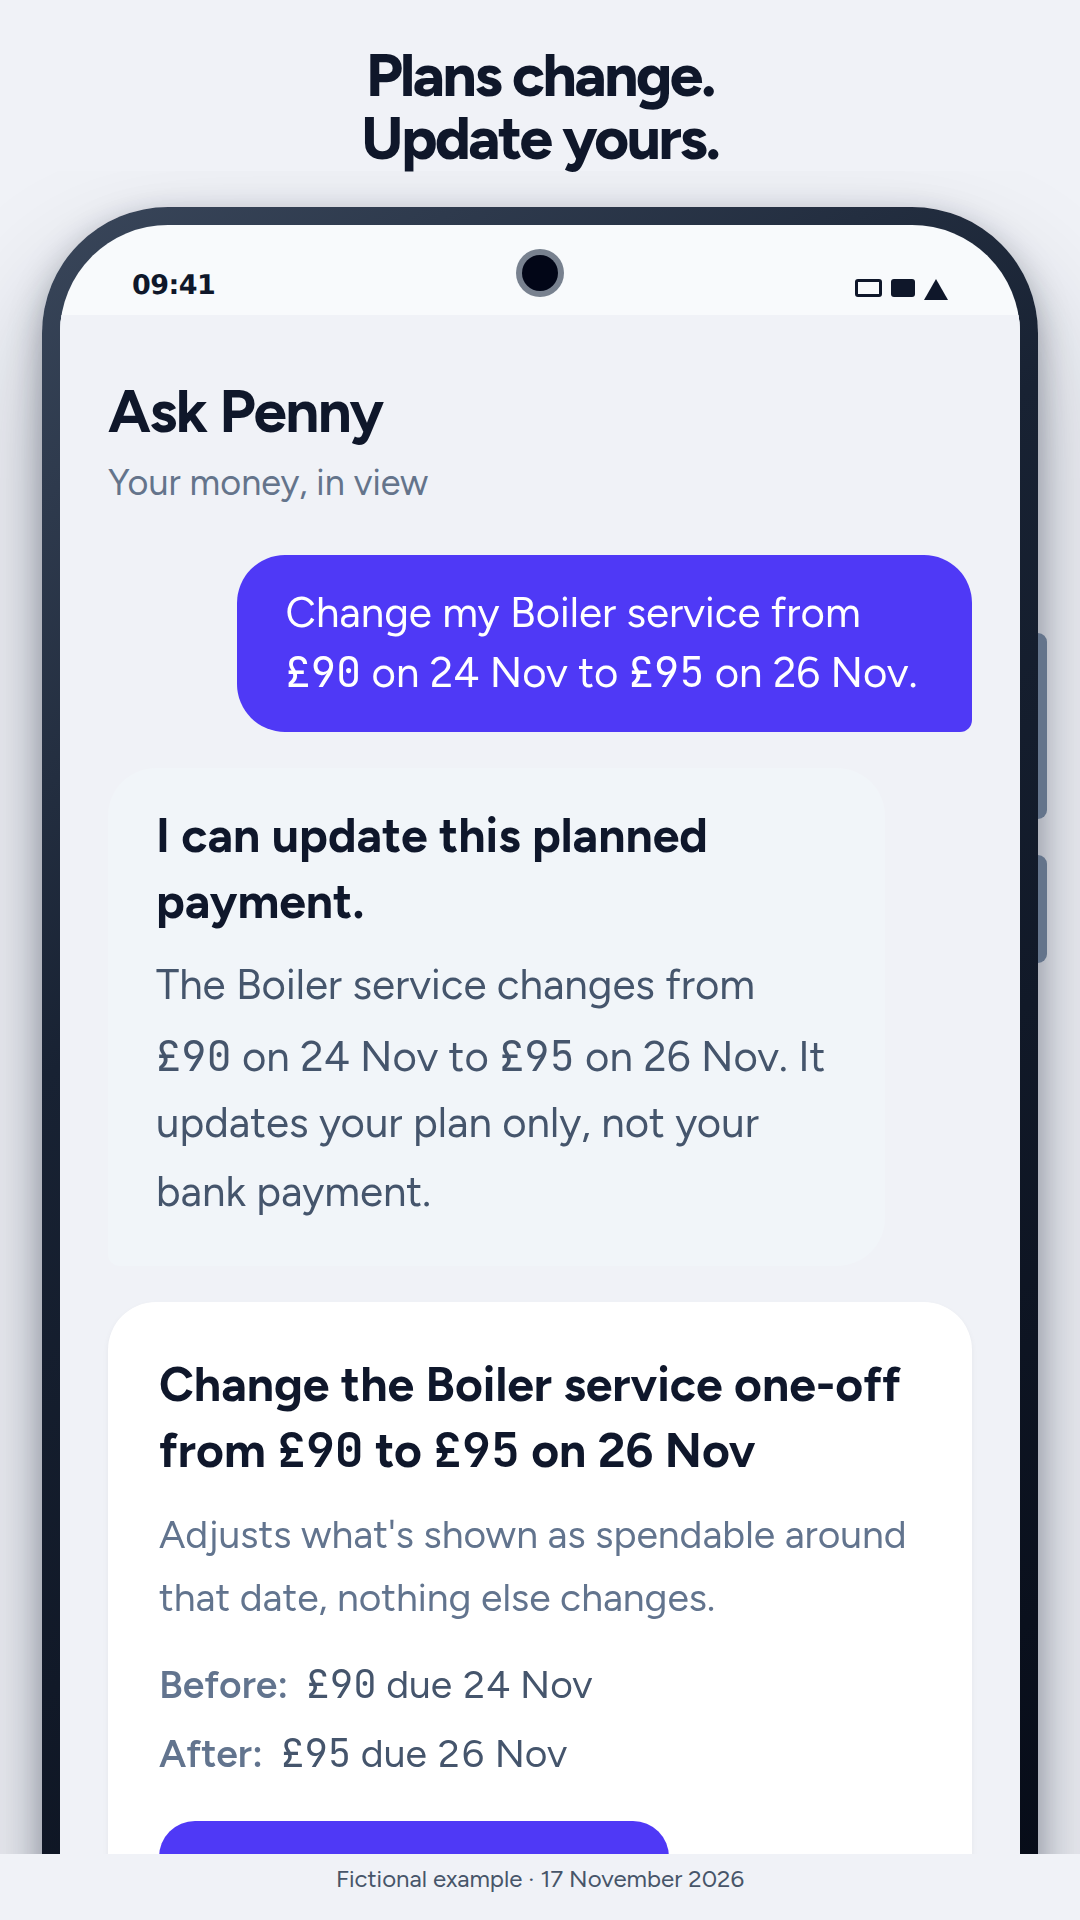 Plans change.
Update yours.
09:41
Ask Penny
Your money, in view
Change my Boiler service from
£90 on 24 Nov to £95 on 26 Nov.
I can update this planned
payment.
The Boiler service changes from
£90 on 24 Nov to £95 on 26 Nov. It
updates your plan only, not your
bank payment.
Change the Boiler service one-off
from £90 to £95 on 26 Nov
Adjusts what's shown as spendable around
that date, nothing else changes.
Before: £90 due 24 Nov
After: £95 due 26 Nov
Fictional example · 17 November 2026